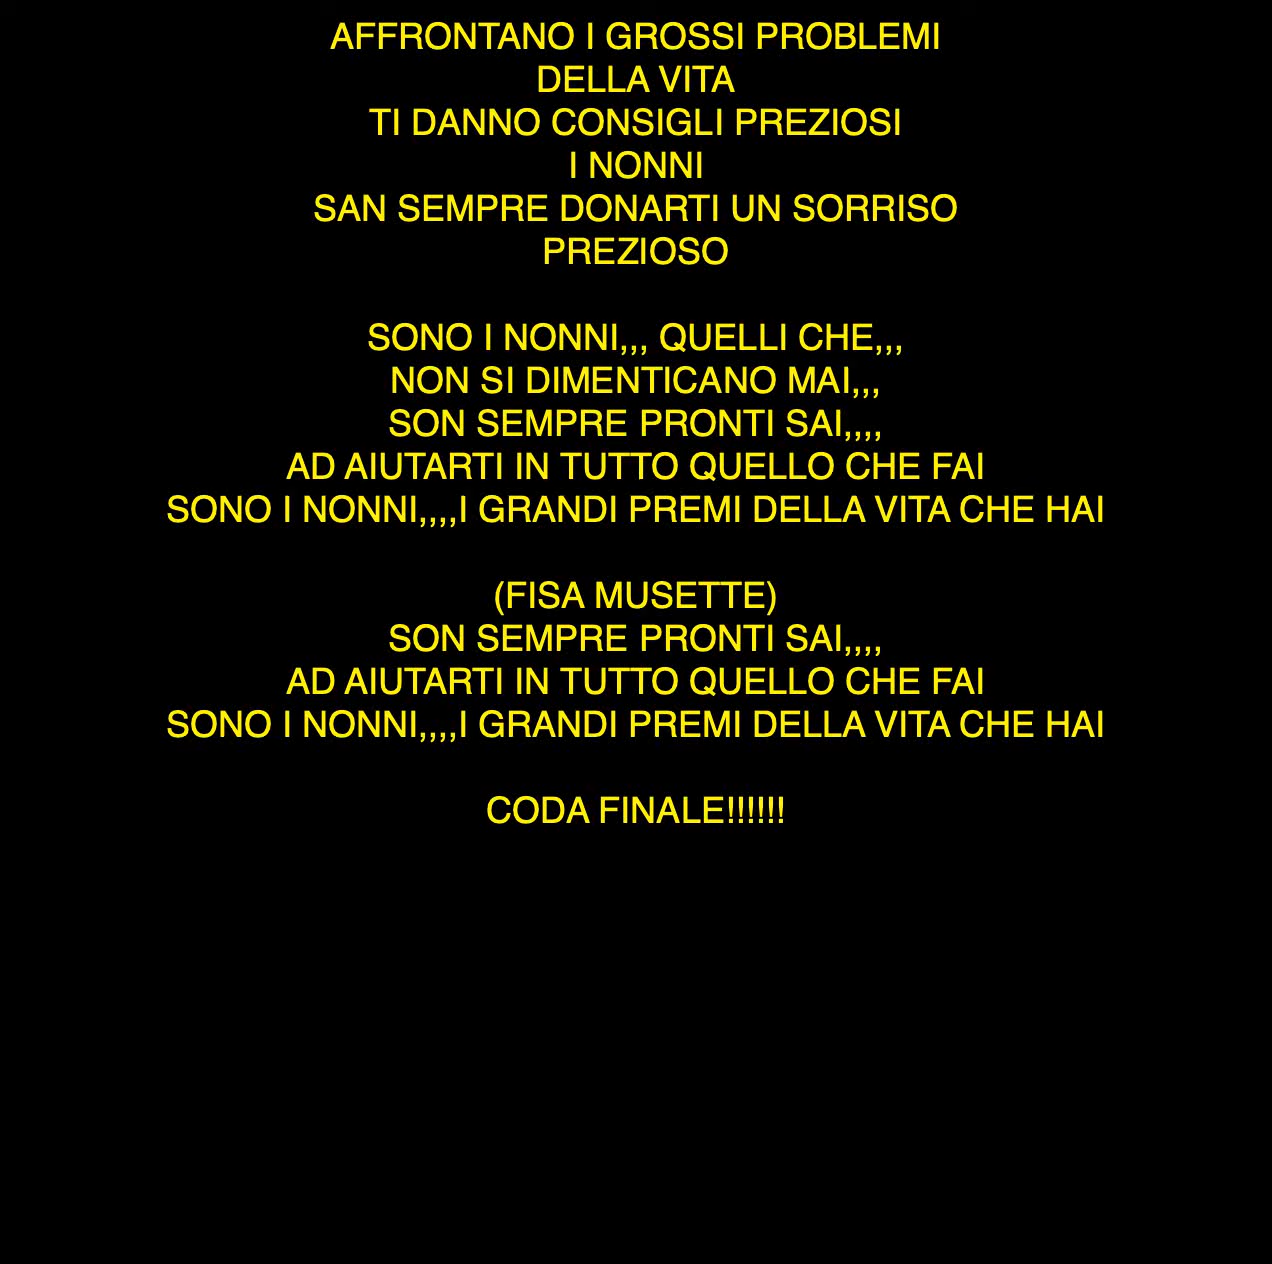 AFFRONTANO I GROSSI PROBLEMI
DELLA VITA
TI DANNO CONSIGLI PREZIOSI
I NONNI
SAN SEMPRE DONARTI UN SORRISO
PREZIOSO
SONO I NONNI,,, QUELLI CHE,,,
NON SI DIMENTICANO MAI,,,
SON SEMPRE PRONTI SAI,,,,
AD AIUTARTI IN TUTTO QUELLO CHE FAI
SONO I NONNI,,,,I GRANDI PREMI DELLA VITA CHE HAI
(FISA MUSETTE)
SON SEMPRE PRONTI SAI,,,,
AD AIUTARTI IN TUTTO QUELLO CHE FAI
SONO I NONNI,,,,I GRANDI PREMI DELLA VITA CHE HAI
CODA FINALE!!!!!!